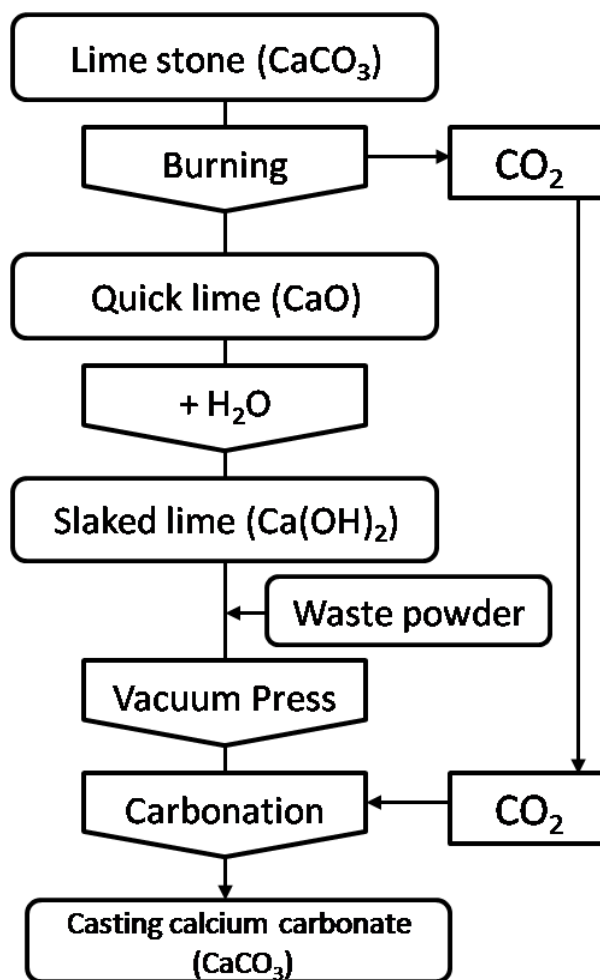 Lime stone (CaCO₃)
Burning
CO₂
Quick lime (CaO)
+ H₂O
Slaked lime (Ca(OH)₂)
Waste powder
Vacuum Press
Carbonation
CO₂
Casting calcium carbonate
(CaCO₃)